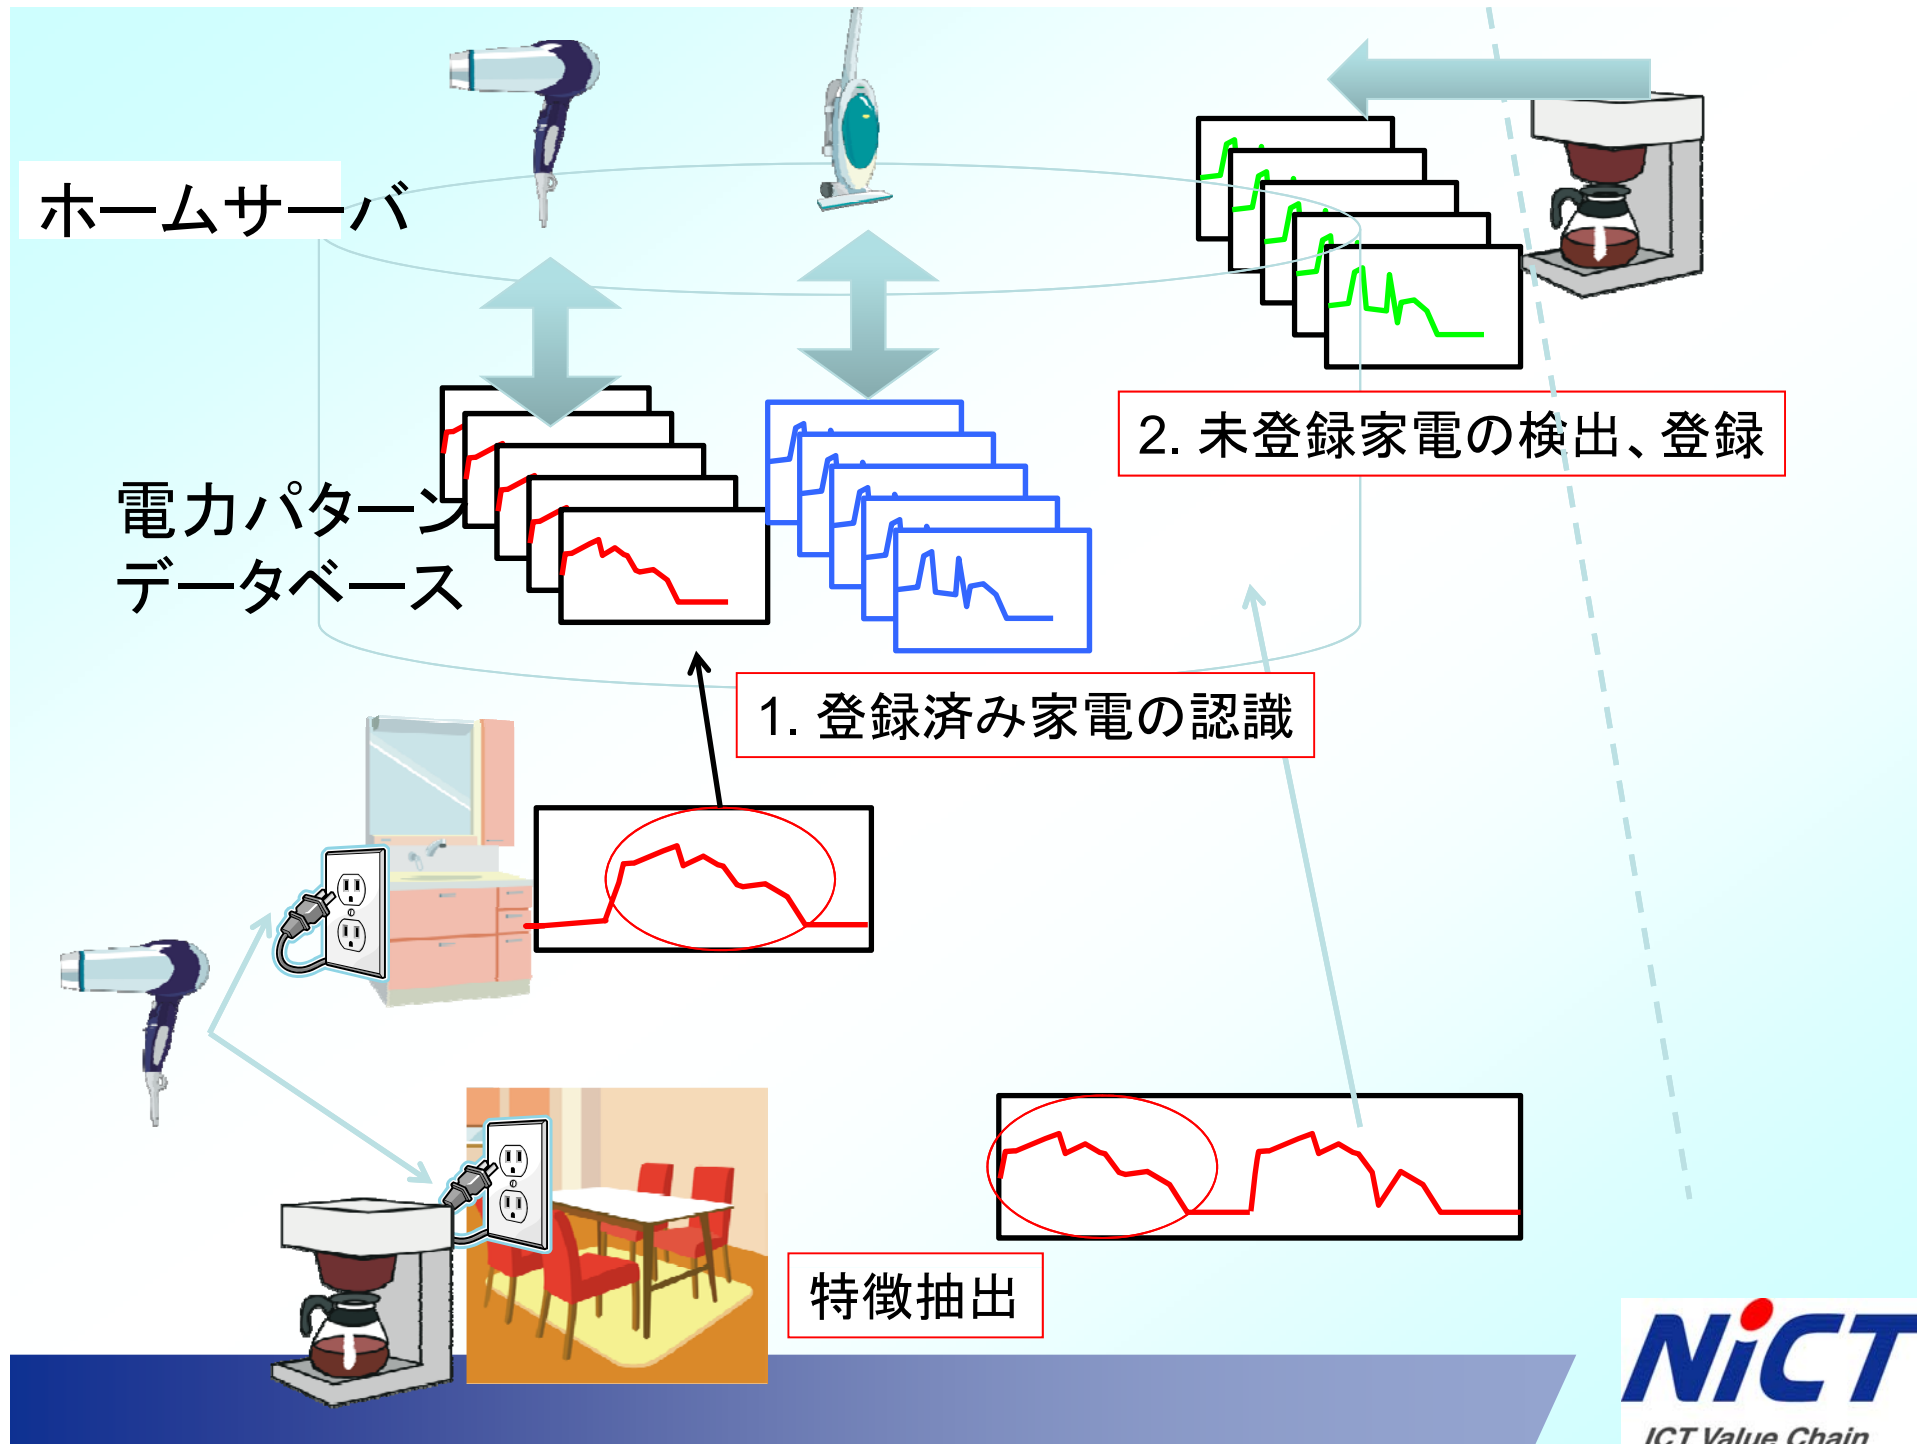 ホームサーバ
2. 未登録家電の検出、登録
電力パターン
データベース
1. 登録済み家電の認識
特徴抽出
NiCT
ICT Value Chain